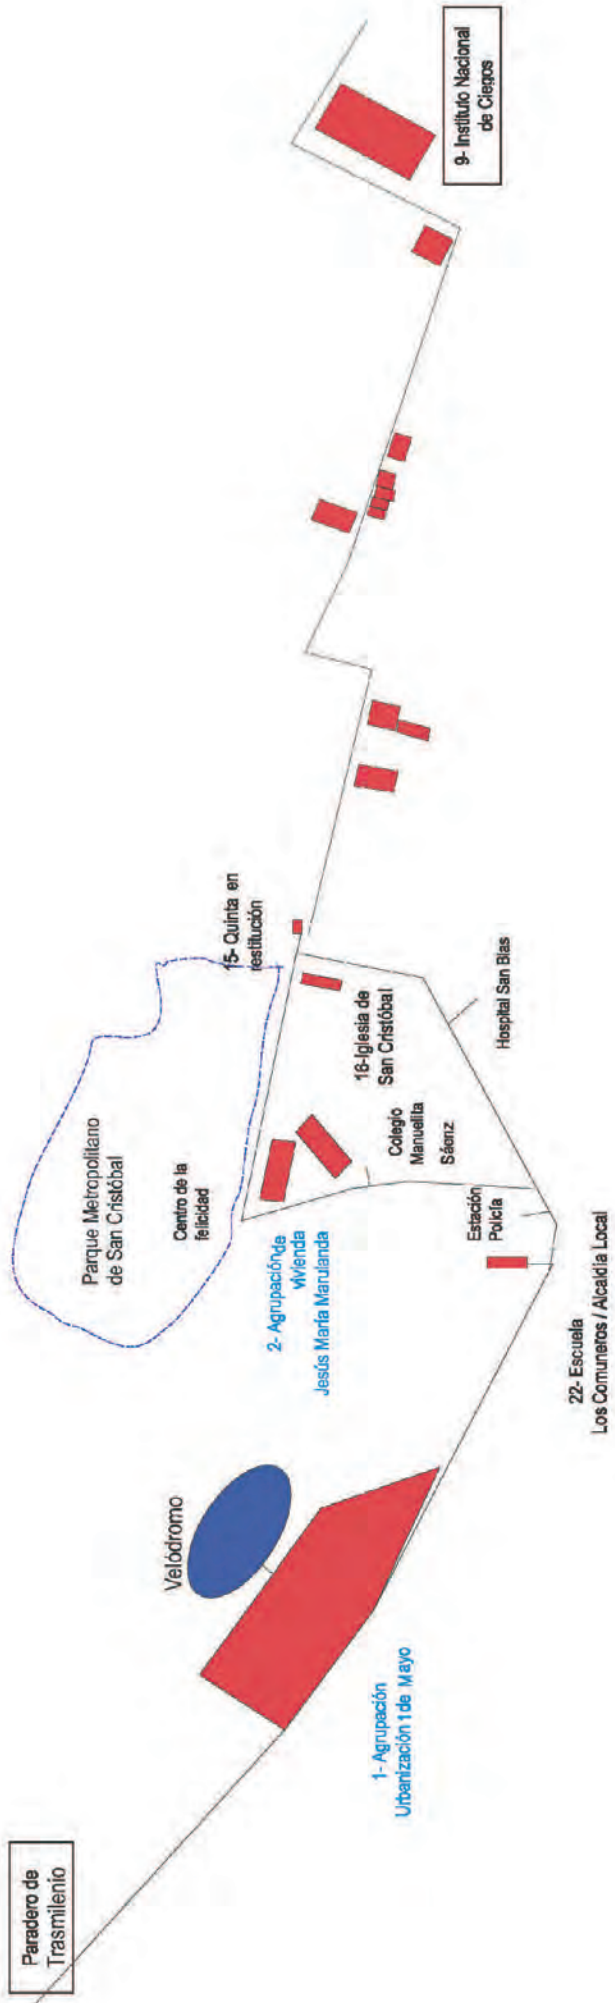 Paradero de
Trasmilenio
Velódromo
1- Agrupación
Urbanización 1 de Mayo
Parque Metropolitano
de San Cristóbal
Centro de la
felicidad
2- Agrupación de
vivienda
Jesús María Marulanda
22- Escuela
Los Comuneros / Alcaldía Local
Estación
Policía
Colegio
Manuelita
Sáenz
16-Iglesia de
San Cristóbal
Hospital San Blas
15- Quinta en
restitución
9- Instituto Nacional
de Ciegos